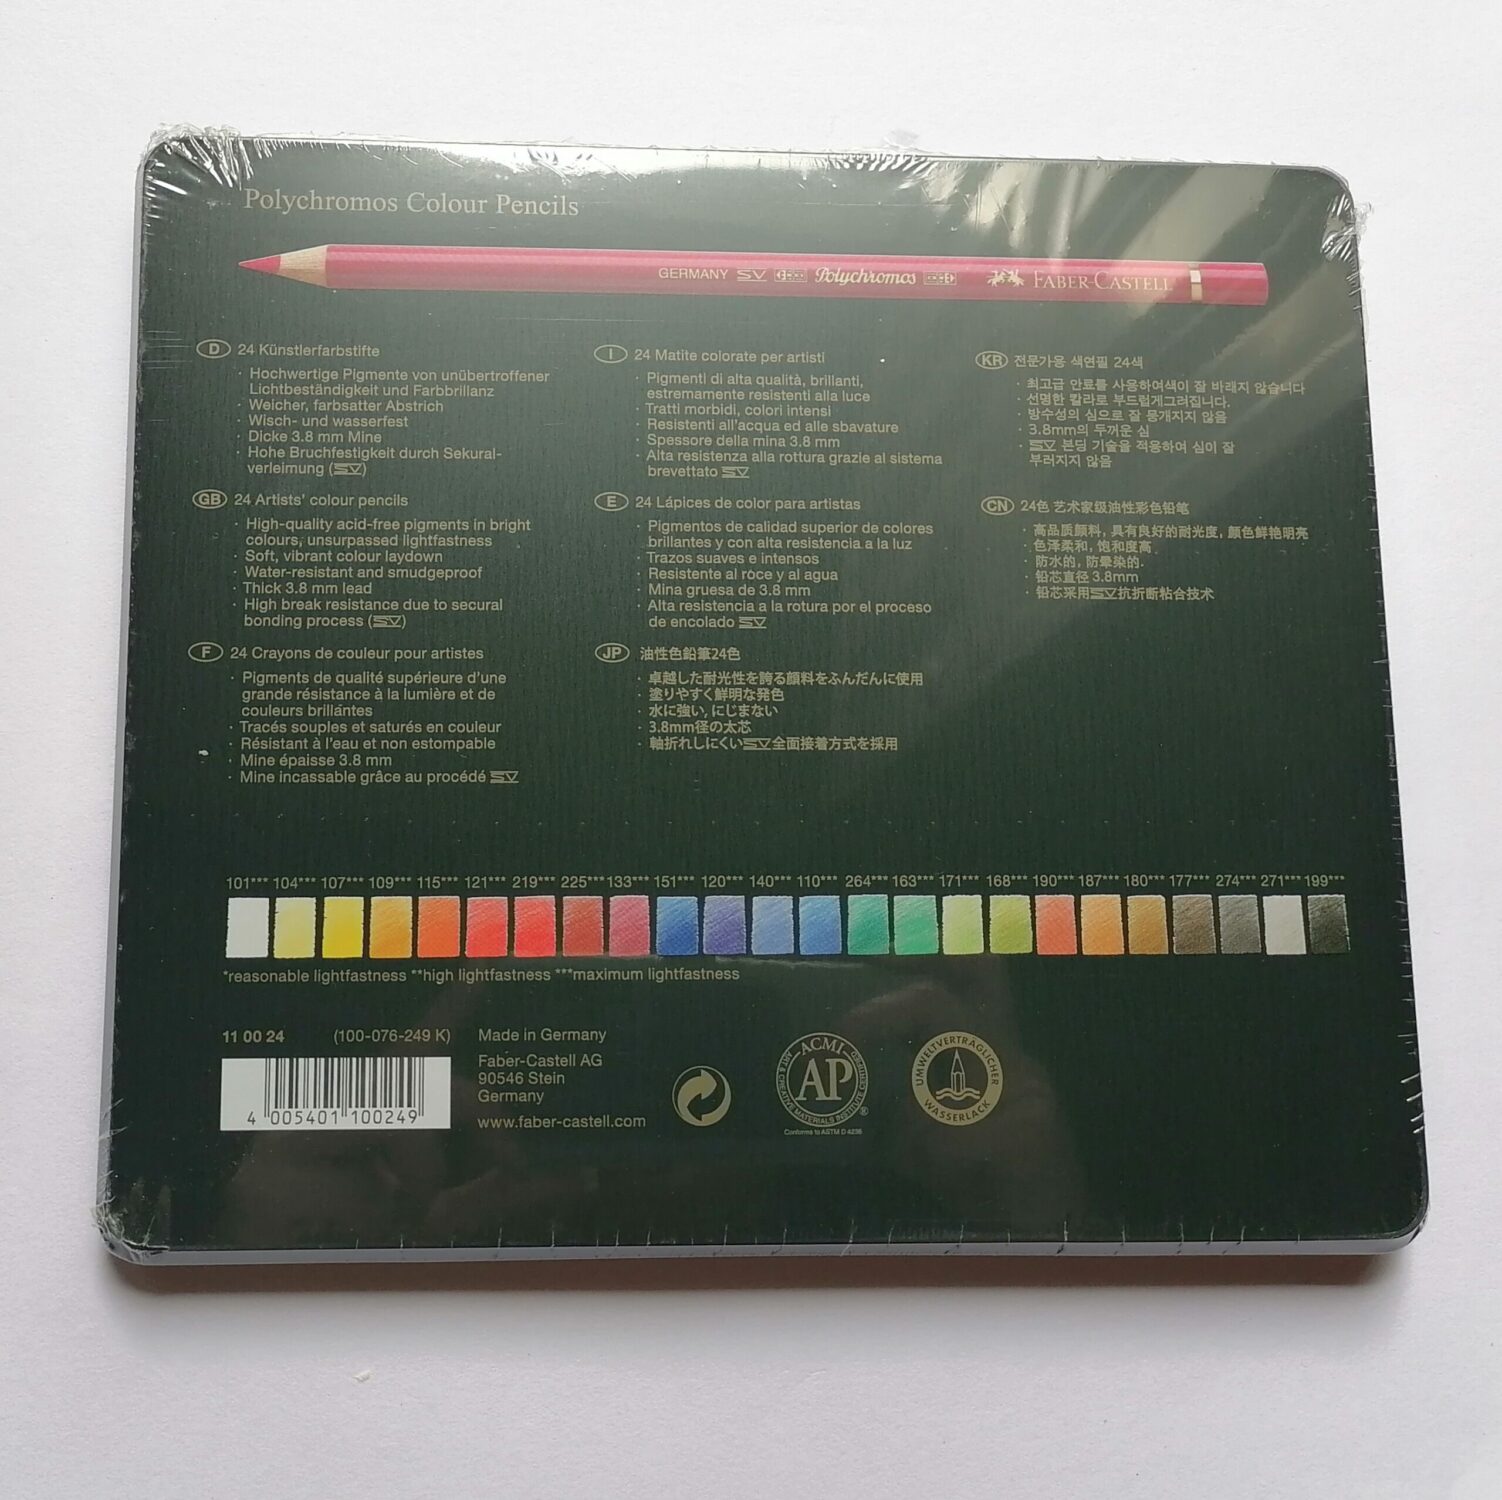 Polychromos Colour Pencils
GERMANY SV Polychromos FABER-CASTELL
D 24 Künstlerfarbstifte
· Hochwertige Pigmente von unübertroffener
Lichtbeständigkeit und Farbbrillanz
· Weicher, farbsatter Abstrich
· Wisch- und wasserfest
· Dicke 3.8 mm Mine
· Hohe Bruchfestigkeit durch Sekural-
verleimung (SV)
GB 24 Artists' colour pencils
· High-quality acid-free pigments in bright
colours, unsurpassed lightfastness
· Soft, vibrant colour laydown
· Water-resistant and smudgeproof
· Thick 3.8 mm lead
· High break resistance due to secural
bonding process (SV)
F 24 Crayons de couleur pour artistes
· Pigments de qualité supérieure d'une
grande résistance à la lumière et de
couleurs brillantes
· Tracés souples et saturés en couleur
· Résistant à l'eau et non estompable
· Mine épaisse 3.8 mm
· Mine incassable grâce au procédé SV
I 24 Matite colorate per artisti
· Pigmenti di alta qualità, brillanti,
estremamente resistenti alla luce
· Tratti morbidi, colori intensi
· Resistenti all'acqua ed alle sbavature
· Spessore della mina 3.8 mm
· Alta resistenza alla rottura grazie al sistema
brevettato SV
E 24 Lápices de color para artistas
· Pigmentos de calidad superior de colores
brillantes y con alta resistencia a la luz
· Trazos suaves e intensos
· Resistente al roce y al agua
· Mina gruesa de 3.8 mm
· Alta resistencia a la rotura por el proceso
de encolado SV
JP 油性色鉛筆24色
· 卓越した耐光性を誇る顔料をふんだんに使用
· 塗りやすく鮮明な発色
· 水に強い, にじまない
· 3.8mm径の太芯
· 軸折れしにくいSV全面接着方式を採用
KR 전문가용 색연필 24색
· 최고급 안료를 사용하여색이 잘 바래지 않습니다
· 선명한 칼라로 부드럽게그려집니다.
· 방수성의 심으로 잘 뭉개지지 않음
· 3.8mm의 두꺼운 심
· SV 본딩 기술을 적용하여 심이 잘
부러지지 않음
CN 24色 艺术家级油性彩色铅笔
· 高品质颜料, 具有良好的耐光度, 颜色鲜艳明亮
· 色泽柔和, 饱和度高
· 防水的, 防晕染的.
· 铅芯直径 3.8mm
· 铅芯采用SV抗折断粘合技术
101*** 104*** 107*** 109*** 115*** 121*** 219*** 225*** 133*** 151*** 120*** 140*** 110*** 264*** 163*** 171*** 168*** 190*** 187*** 180*** 177*** 274*** 271*** 199***
*reasonable lightfastness **high lightfastness ***maximum lightfastness
11 00 24 (100-076-249 K)
4 005401 100249
Made in Germany
Faber-Castell AG
90546 Stein
Germany
www.faber-castell.com
ACMI
AP
ART & CREATIVE MATERIALS INSTITUTE CERTIFIED
®
Conforms to ASTM D 4236
UMWELTVERTRÄGLICHER
WASSERLACK